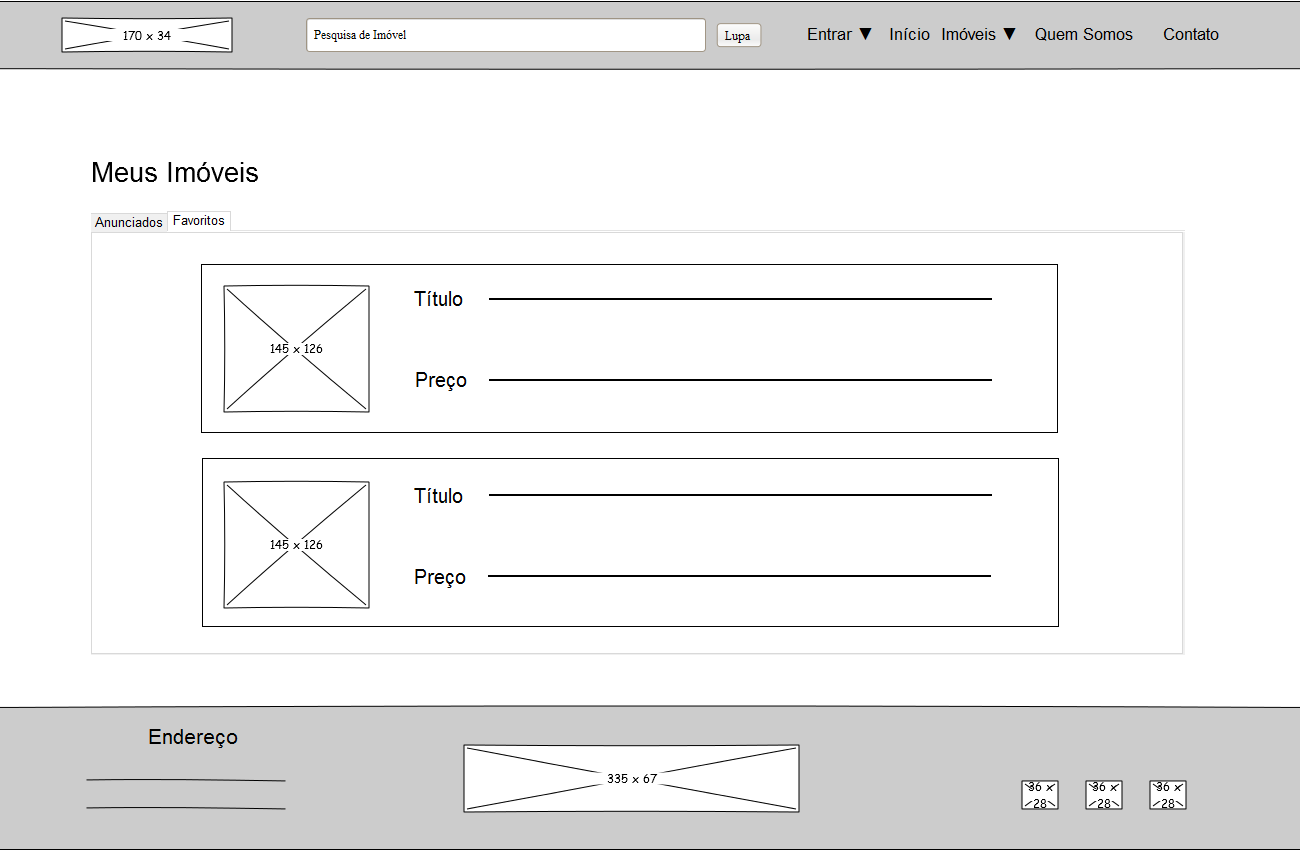 170 x 34
Pesquisa de Imóvel
Lupa
Entrar ▼
Início
Imóveis ▼
Quem Somos
Contato
Meus Imóveis
Anunciados
Favoritos
145 x 126
Título
Preço
145 x 126
Título
Preço
Endereço
335 x 67
36 x
28
36 x
28
36 x
28